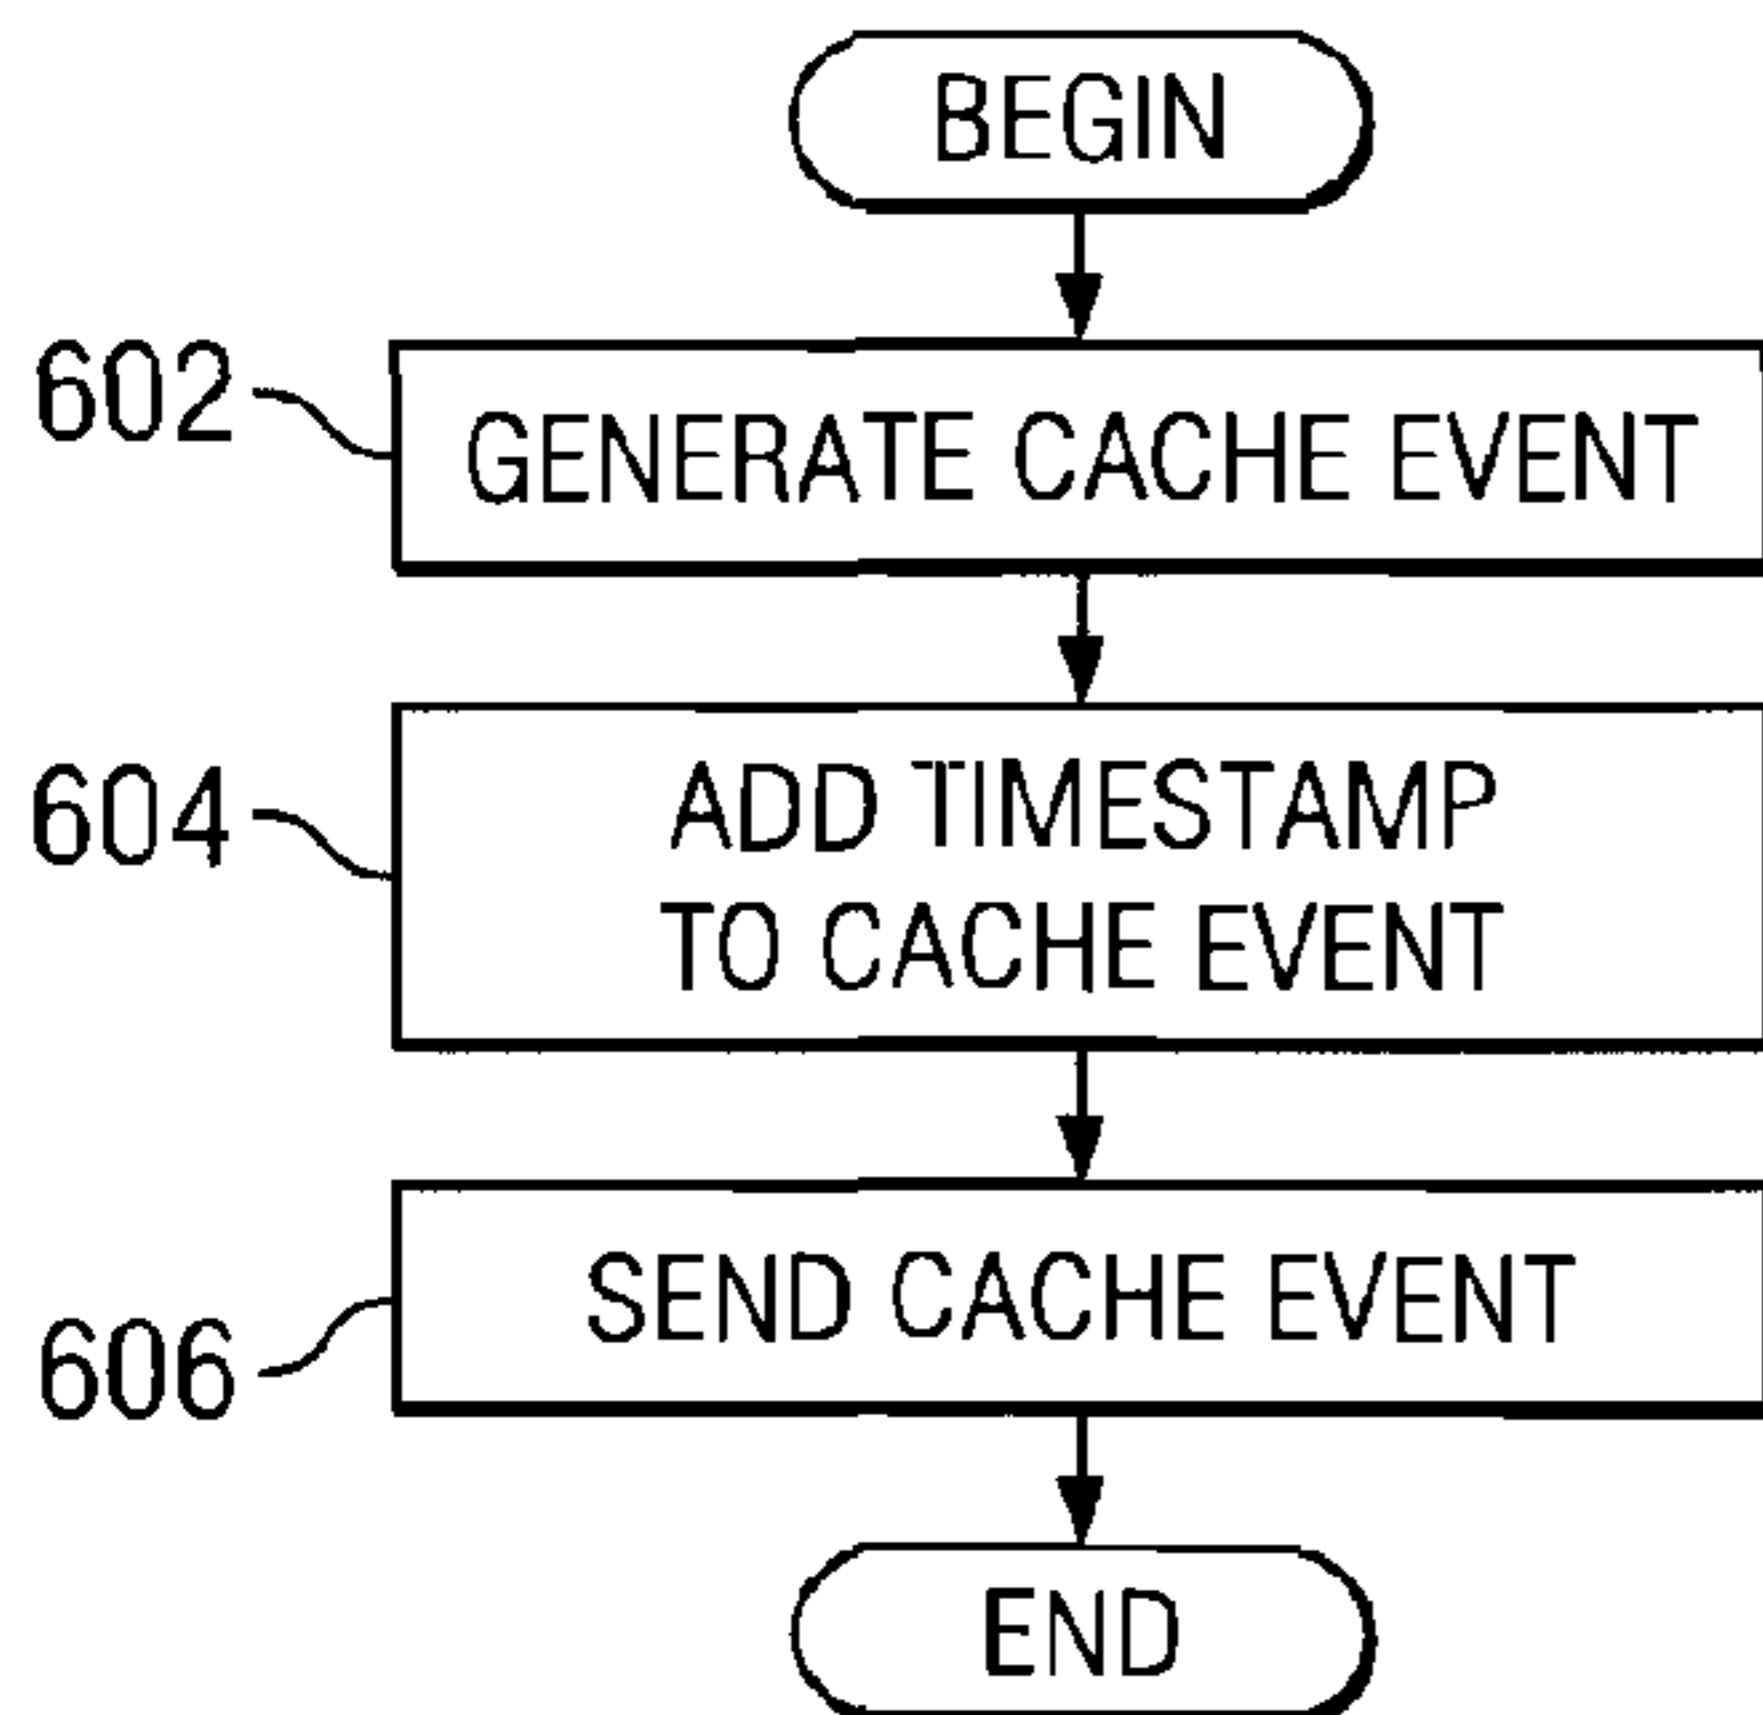 BEGIN
602
GENERATE CACHE EVENT
604
ADD TIMESTAMP
TO CACHE EVENT
606
SEND CACHE EVENT
END